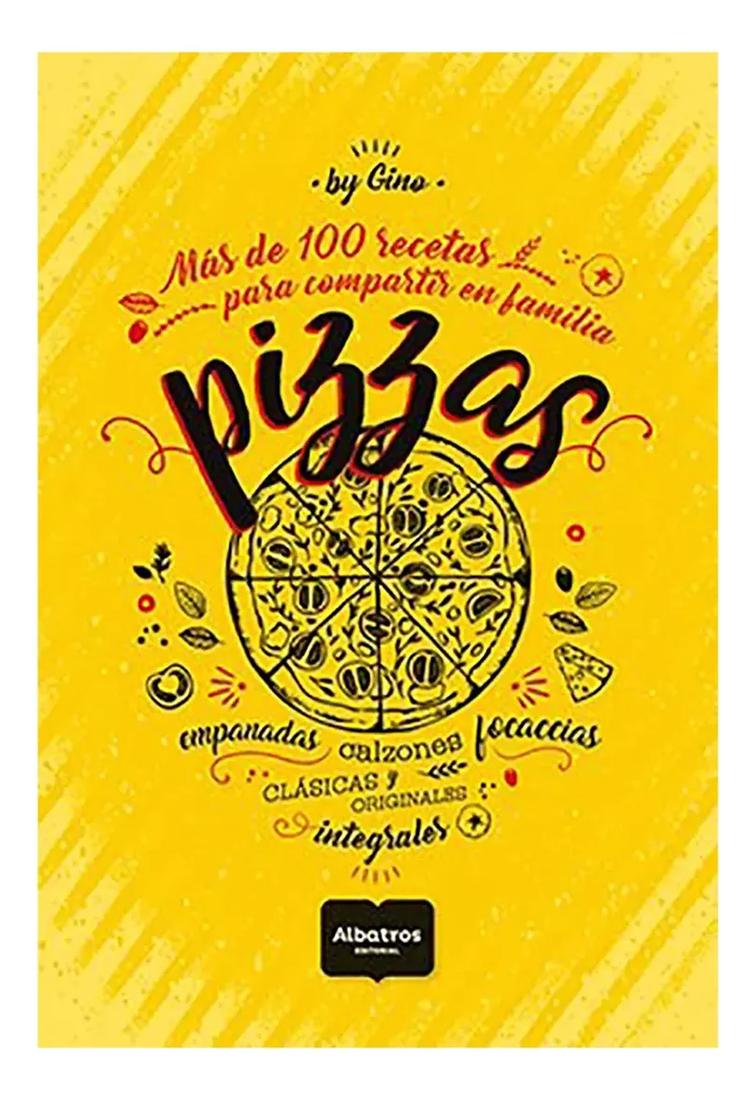 by Gino
Más de 100 recetas
para compartir en familia
pizzas
empanadas calzones focaccias
CLÁSICAS y
ORIGINALES
integrales
Albatros
EDITORIAL